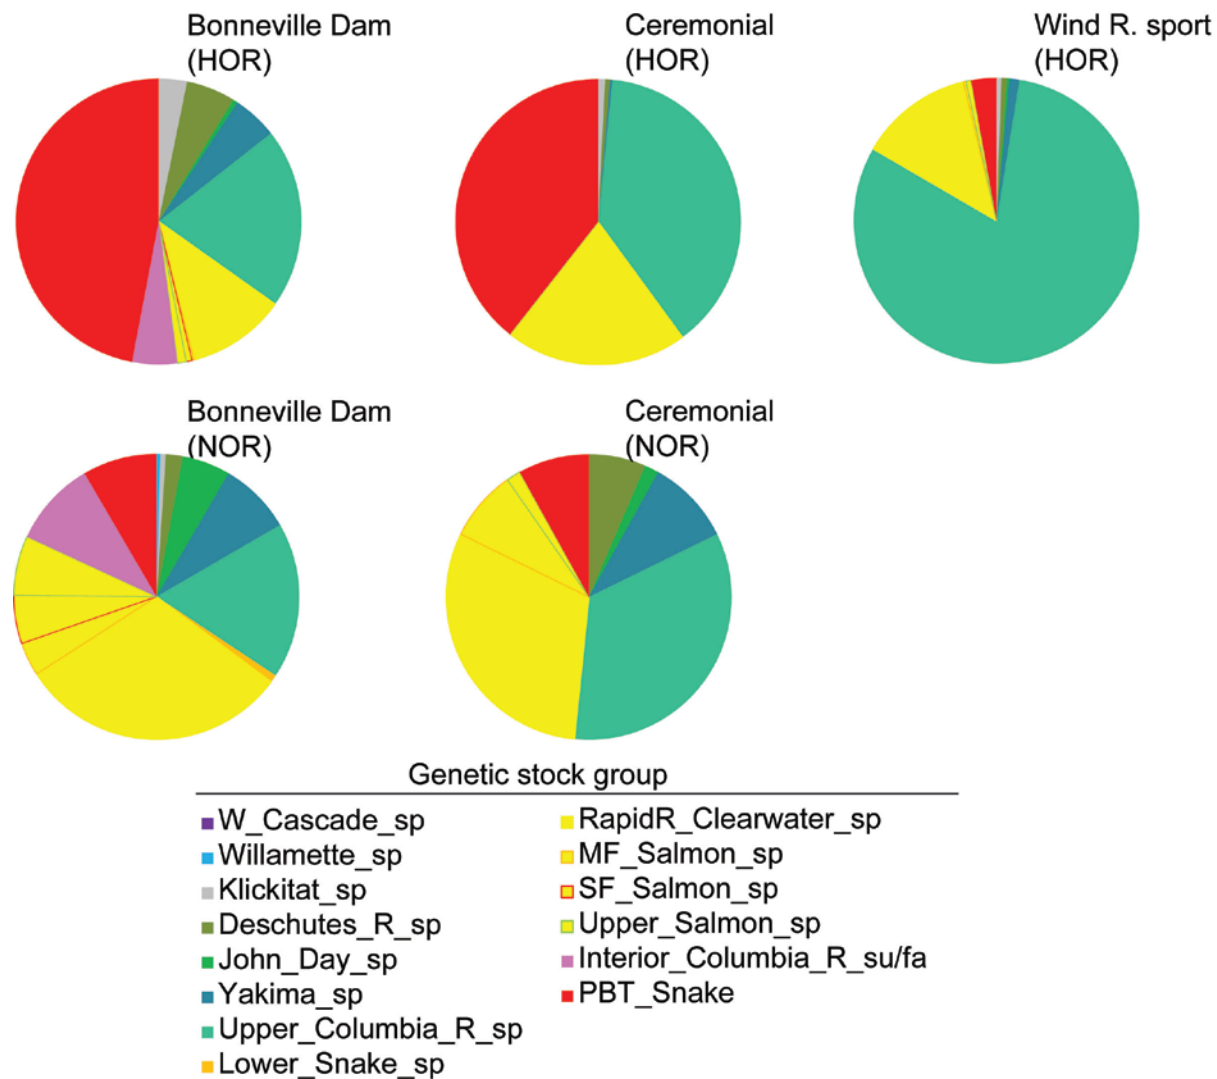 Bonneville Dam
(HOR)
Ceremonial
(HOR)
Wind R. sport
(HOR)
Bonneville Dam
(NOR)
Ceremonial
(NOR)
Genetic stock group
W_Cascade_sp
Willamette_sp
Klickitat_sp
Deschutes_R_sp
John_Day_sp
Yakima_sp
Upper_Columbia_R_sp
Lower_Snake_sp
RapidR_Clearwater_sp
MF_Salmon_sp
SF_Salmon_sp
Upper_Salmon_sp
Interior_Columbia_R_su/fa
PBT_Snake